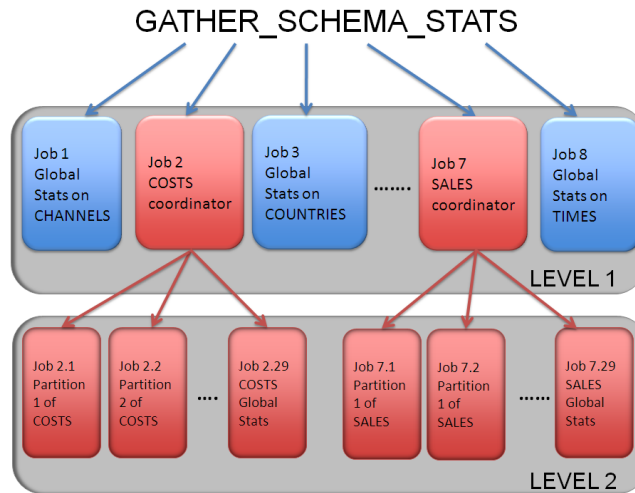 GATHER_SCHEMA_STATS
Job 1
Global
Stats on
CHANNELS
Job 2
COSTS
coordinator
Job 3
Global
Stats on
COUNTRIES
.......
Job 7
SALES
coordinator
Job 8
Global
Stats on
TIMES
LEVEL 1
Job 2.1
Partition
1 of
COSTS
Job 2.2
Partition
2 of
COSTS
....
Job 2.29
COSTS
Global
Stats
Job 7.1
Partition
1 of
SALES
Job 7.2
Partition
1 of
SALES
......
Job 7.29
SALES
Global
Stats
LEVEL 2